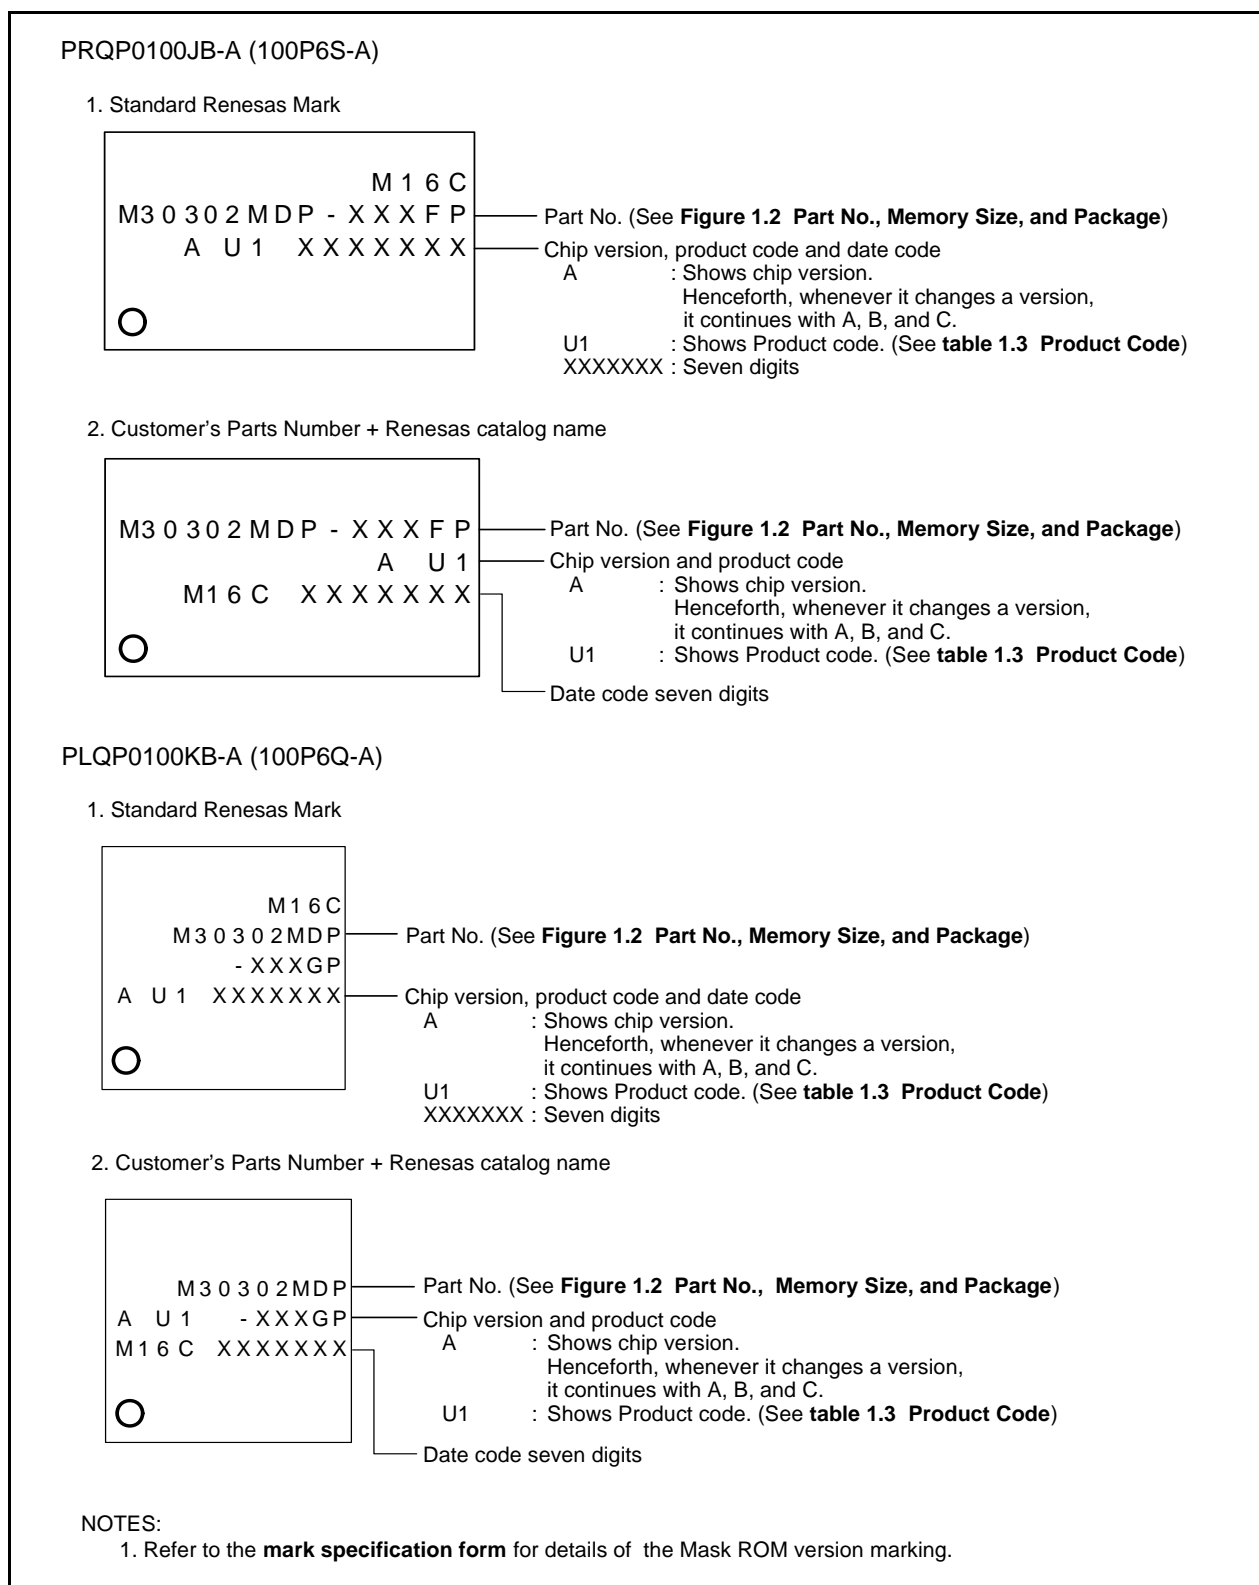 PRQP0100JB-A (100P6S-A)
1. Standard Renesas Mark
M16C
M30302MDP-XXXFP
Part No. (See Figure 1.2 Part No., Memory Size, and Package)
A U1 XXXXXXX
Chip version, product code and date code
A : Shows chip version.
Henceforth, whenever it changes a version,
it continues with A, B, and C.
U1 : Shows Product code. (See table 1.3 Product Code)
XXXXXXX : Seven digits
2. Customer's Parts Number + Renesas catalog name
M30302MDP-XXXFP
Part No. (See Figure 1.2 Part No., Memory Size, and Package)
A U1
Chip version and product code
A : Shows chip version.
M16C XXXXXXX
Henceforth, whenever it changes a version,
it continues with A, B, and C.
U1 : Shows Product code. (See table 1.3 Product Code)
Date code seven digits
PLQP0100KB-A (100P6Q-A)
1. Standard Renesas Mark
M16C
M30302MDP
Part No. (See Figure 1.2 Part No., Memory Size, and Package)
-XXXGP
A U1 XXXXXXX
Chip version, product code and date code
A : Shows chip version.
Henceforth, whenever it changes a version,
it continues with A, B, and C.
U1 : Shows Product code. (See table 1.3 Product Code)
XXXXXXX : Seven digits
2. Customer's Parts Number + Renesas catalog name
M30302MDP
Part No. (See Figure 1.2 Part No., Memory Size, and Package)
A U1 -XXXGP
Chip version and product code
A : Shows chip version.
M16C XXXXXXX
Henceforth, whenever it changes a version,
it continues with A, B, and C.
U1 : Shows Product code. (See table 1.3 Product Code)
Date code seven digits
NOTES:
1. Refer to the mark specification form for details of the Mask ROM version marking.